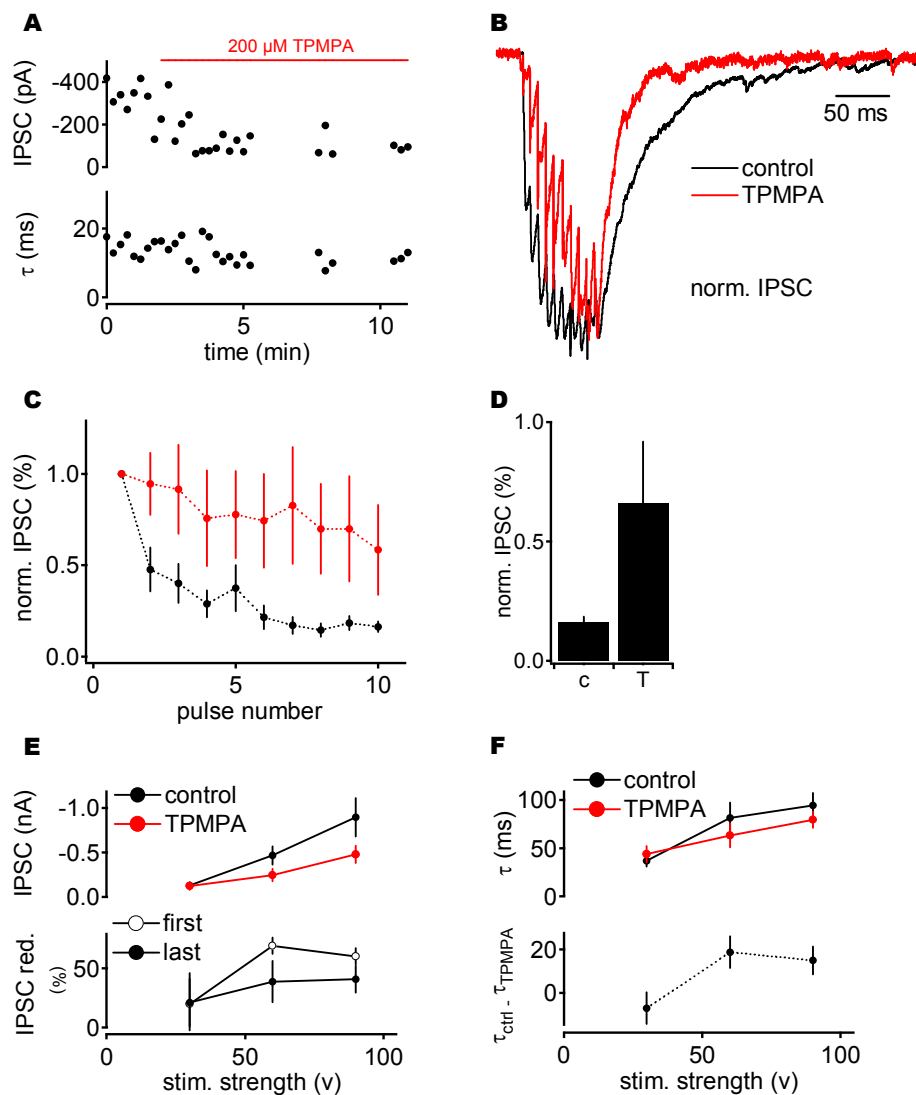 A
200 µM TPMPA
-400
-200
0
IPSC (pA)
20
0
τ (ms)
0 5 10
time (min)
B
50 ms
control
TPMPA
norm. IPSC
C
1.0
0.5
0.0
norm. IPSC (%)
0 5 10
pulse number
D
1.0
0.5
0.0
norm. IPSC (%)
c T
E
control
TPMPA
-1.0
-0.5
0.0
IPSC (nA)
first
last
50
0
IPSC red.
(%)
0 50 100
stim. strength (v)
F
control
TPMPA
100
50
0
τ (ms)
20
0
τctrl - τTPMPA
0 50 100
stim. strength (v)